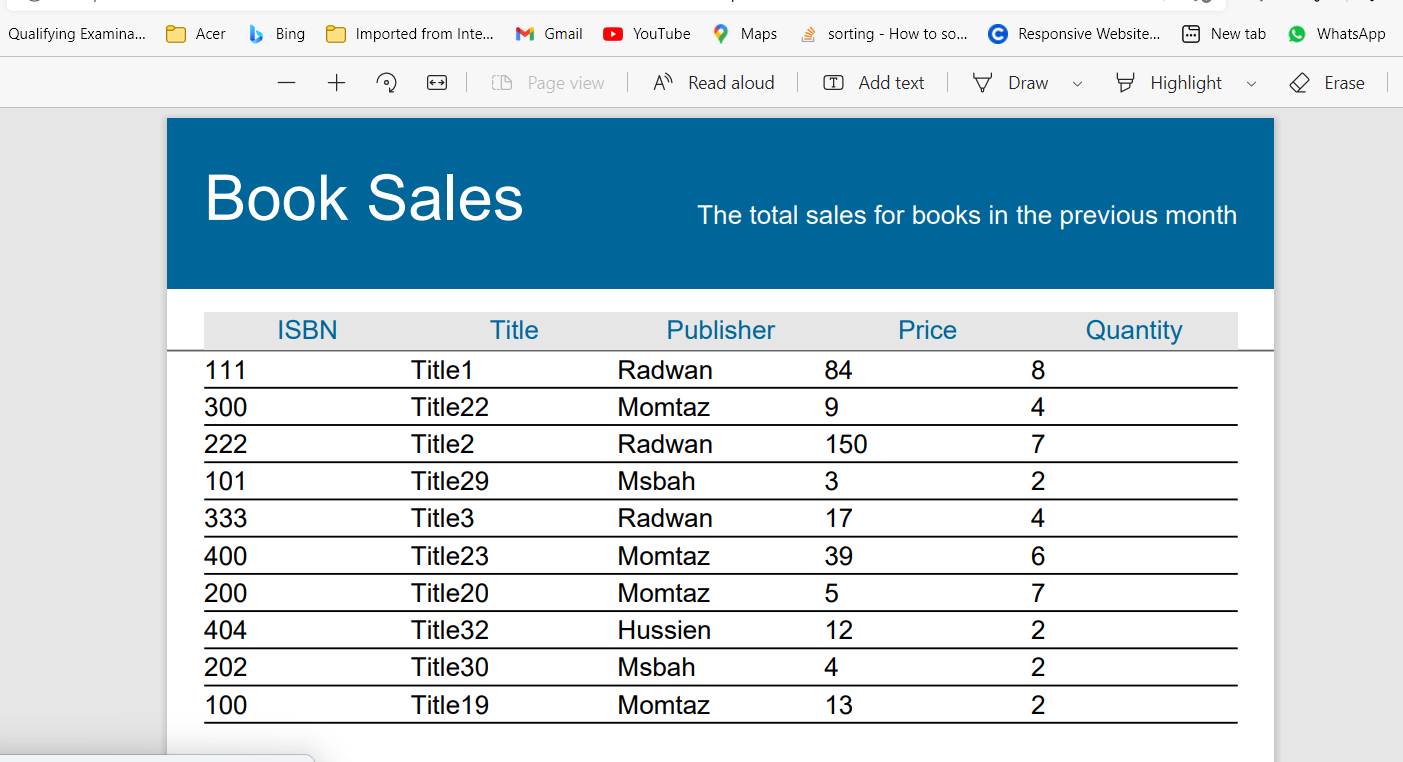 Qualifying Examina... Acer Bing Imported from Inte... Gmail YouTube Maps sorting - How to so... Responsive Website... New tab WhatsApp
Page view Read aloud Add text Draw Highlight Erase
Book Sales
The total sales for books in the previous month
ISBN Title Publisher Price Quantity
111 Title1 Radwan 84 8
300 Title22 Momtaz 9 4
222 Title2 Radwan 150 7
101 Title29 Msbah 3 2
333 Title3 Radwan 17 4
400 Title23 Momtaz 39 6
200 Title20 Momtaz 5 7
404 Title32 Hussien 12 2
202 Title30 Msbah 4 2
100 Title19 Momtaz 13 2